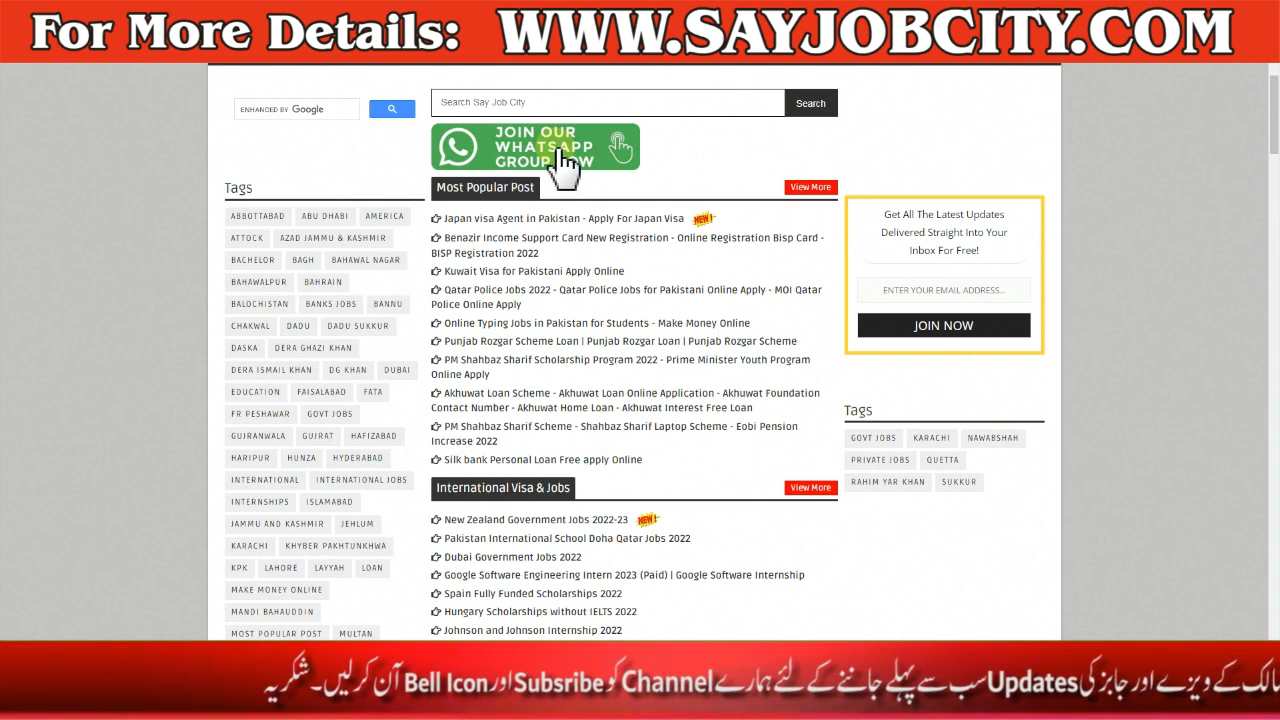 For More Details: WWW.SAYJOBCITY.COM
ENHANCED BY Google
Search Say Job City
Search
JOIN OUR
WHATSAPP
GROUP NOW
Tags
ABBOTTABAD ABU DHABI AMERICA
ATTOCK AZAD JAMMU & KASHMIR
BACHELOR BAGH BAHAWAL NAGAR
BAHAWALPUR BAHRAIN
BALOCHISTAN BANKS JOBS BANNU
CHAKWAL DADU DADU SUKKUR
DASKA DERA GHAZI KHAN
DERA ISMAIL KHAN DG KHAN DUBAI
EDUCATION FAISALABAD FATA
FR PESHAWAR GOVT JOBS
GUJRANWALA GUJRAT HAFIZABAD
HARIPUR HUNZA HYDERABAD
INTERNATIONAL INTERNATIONAL JOBS
INTERNSHIPS ISLAMABAD
JAMMU AND KASHMIR JEHLUM
KARACHI KHYBER PAKHTUNKHWA
KPK LAHORE LAYYAH LOAN
MAKE MONEY ONLINE
MANDI BAHAUDDIN
MOST POPULAR POST MULTAN
Most Popular Post View More
Japan visa Agent in Pakistan - Apply For Japan Visa NEW!
Benazir Income Support Card New Registration - Online Registration Bisp Card -
BISP Registration 2022
Kuwait Visa for Pakistani Apply Online
Qatar Police Jobs 2022 - Qatar Police Jobs for Pakistani Online Apply - MOI Qatar
Police Online Apply
Online Typing Jobs in Pakistan for Students - Make Money Online
Punjab Rozgar Scheme Loan | Punjab Rozgar Loan | Punjab Rozgar Scheme
PM Shahbaz Sharif Scholarship Program 2022 - Prime Minister Youth Program
Online Apply
Akhuwat Loan Scheme - Akhuwat Loan Online Application - Akhuwat Foundation
Contact Number - Akhuwat Home Loan - Akhuwat Interest Free Loan
PM Shahbaz Sharif Scheme - Shahbaz Sharif Laptop Scheme - Eobi Pension
Increase 2022
Silk bank Personal Loan Free apply Online
International Visa & Jobs View More
New Zealand Government Jobs 2022-23 NEW!
Pakistan International School Doha Qatar Jobs 2022
Dubai Government Jobs 2022
Google Software Engineering Intern 2023 (Paid) | Google Software Internship
Spain Fully Funded Scholarships 2022
Hungary Scholarships without IELTS 2022
Johnson and Johnson Internship 2022
Get All The Latest Updates
Delivered Straight Into Your
Inbox For Free!
ENTER YOUR EMAIL ADDRESS...
JOIN NOW
Tags
GOVT JOBS KARACHI NAWABSHAH
PRIVATE JOBS QUETTA
RAHIM YAR KHAN SUKKUR
کے ویزے اور جابز کی Updates سب سے پہلے جاننے کے لئے ہمارے Channel کو Subsribe اور Bell Icon آن کرلیں۔ شکریہ